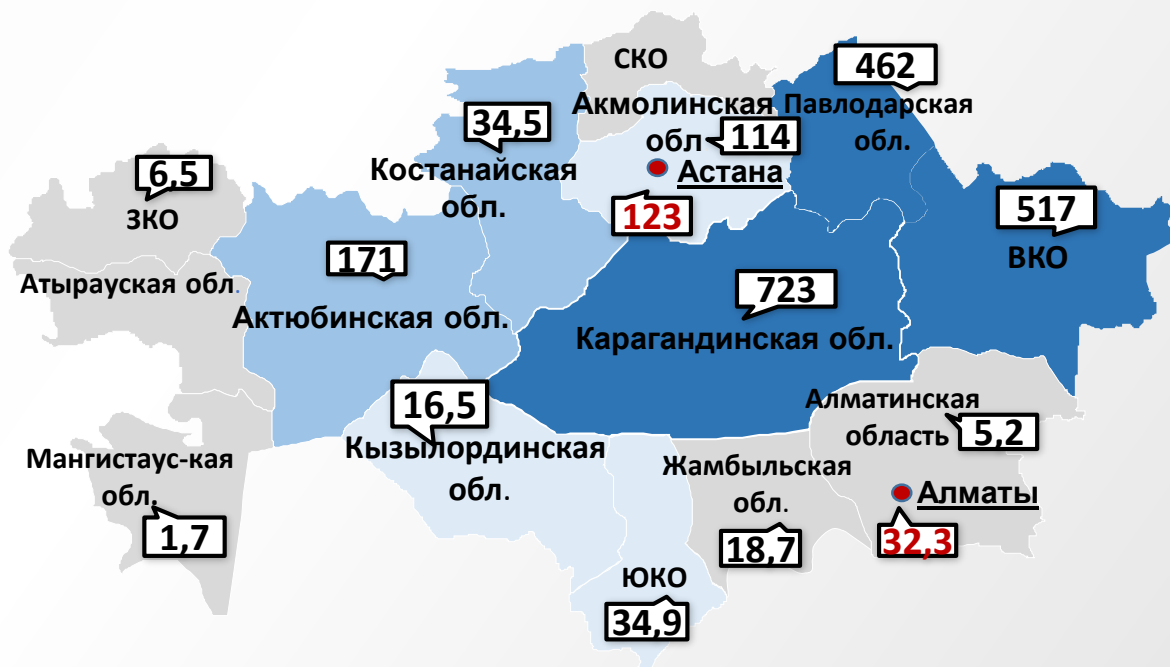 СКО
462
Акмолинская
обл
114
Павлодарская
обл.
34,5
Костанайская
обл.
Астана
123
6,5
ЗКО
517
ВКО
Атырауская обл.
171
Актюбинская обл.
723
Карагандинская обл.
16,5
Кызылординская
обл.
Алматинская
область
5,2
Мангистаус-кая
обл.
1,7
Жамбыльская
обл.
18,7
Алматы
32,3
ЮКО
34,9